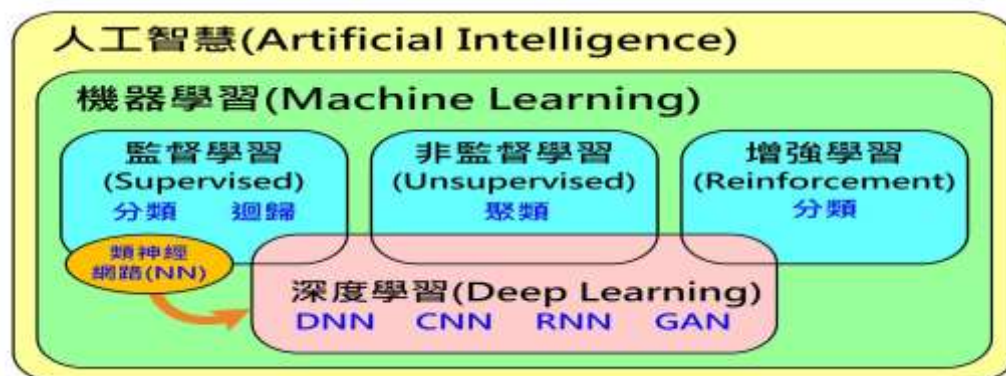 人工智慧(Artificial Intelligence)
機器學習(Machine Learning)
監督學習
(Supervised)
分類 迴歸
非監督學習
(Unsupervised)
聚類
增強學習
(Reinforcement)
分類
類神經
網路(NN)
深度學習(Deep Learning)
DNN CNN RNN GAN